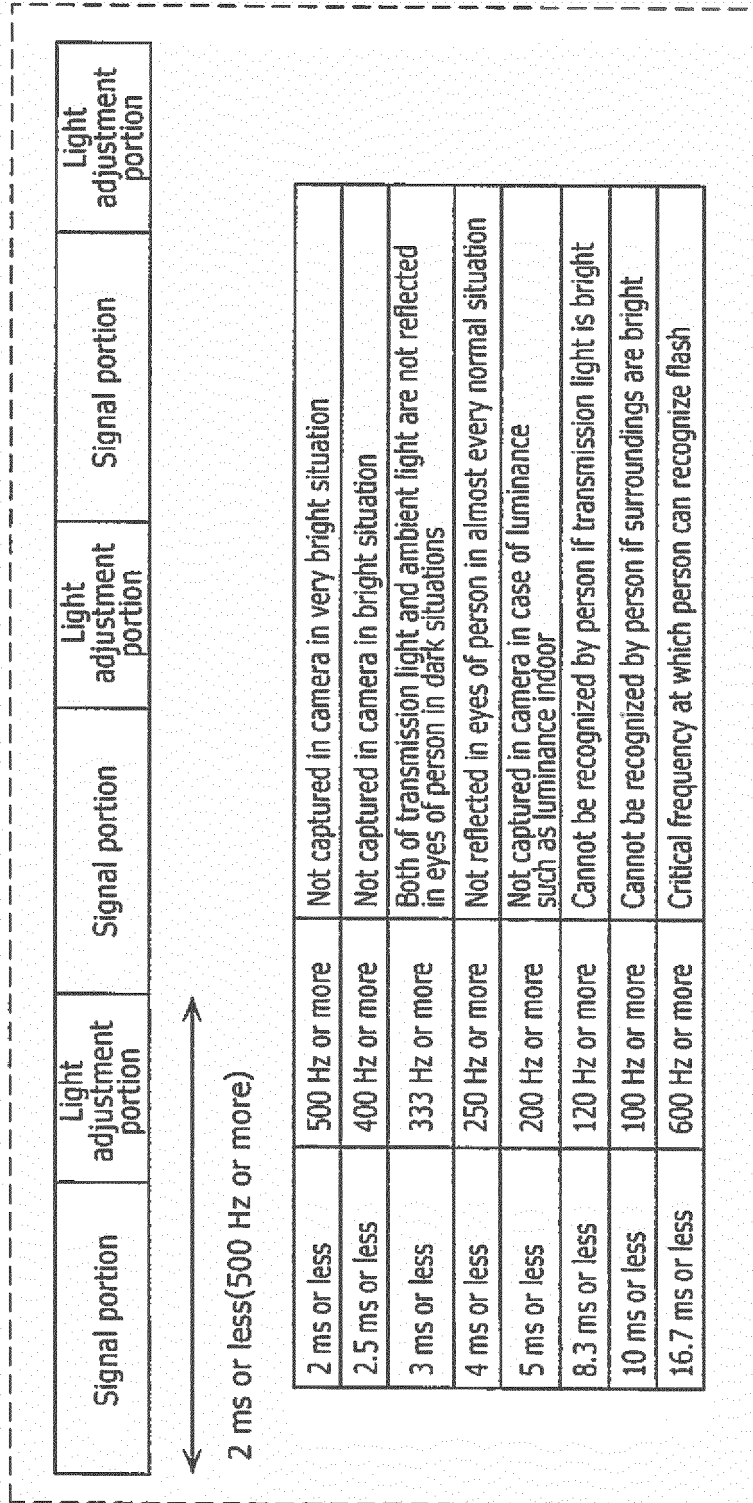 Signal portion
Light
adjustment
portion
Signal portion
Light
adjustment
portion
Signal portion
Light
adjustment
portion
2 ms or less(500 Hz or more)
2 ms or less 500 Hz or more Not captured in camera in very bright situation
2.5 ms or less 400 Hz or more Not captured in camera in bright situation
3 ms or less 333 Hz or more Both of transmission light and ambient light are not reflected
in eyes of person in dark situations
4 ms or less 250 Hz or more Not reflected in eyes of person in almost every normal situation
5 ms or less 200 Hz or more Not captured in camera in case of luminance
such as luminance indoor
8.3 ms or less 120 Hz or more Cannot be recognized by person if transmission light is bright
10 ms or less 100 Hz or more Cannot be recognized by person if surroundings are bright
16.7 ms or less 600 Hz or more Critical frequency at which person can recognize flash